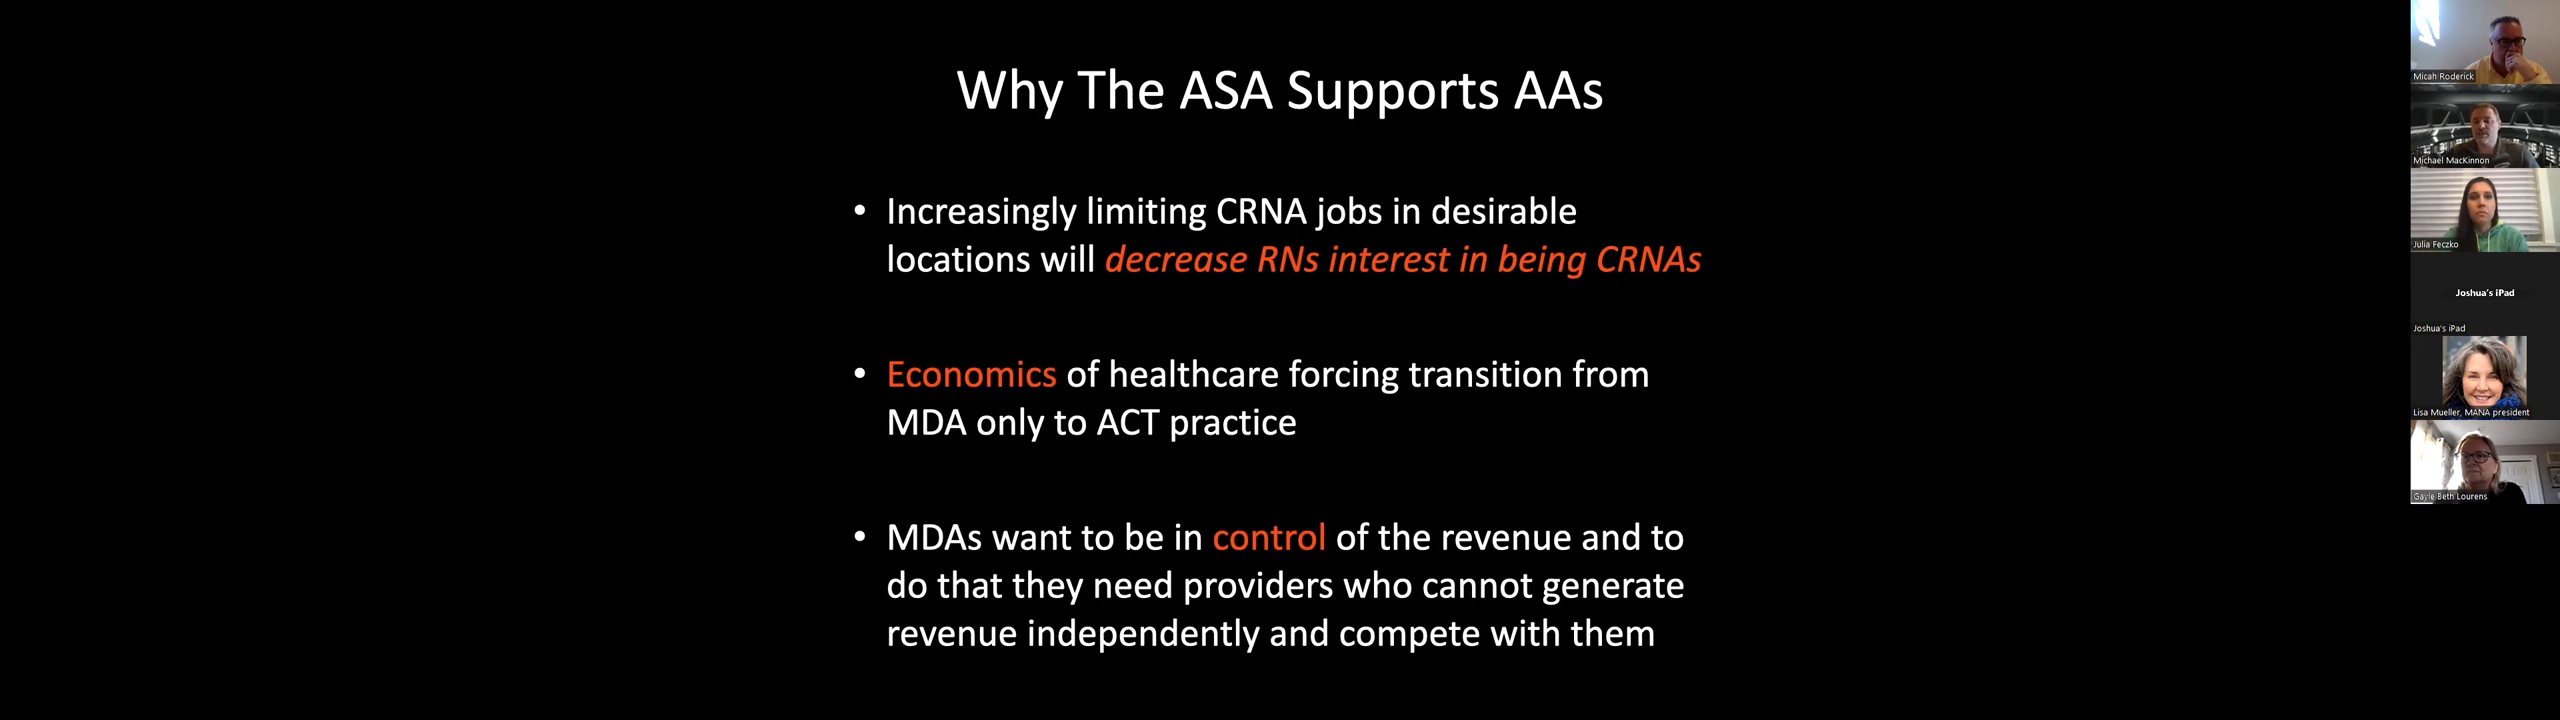 Why The ASA Supports AAs
• Increasingly limiting CRNA jobs in desirable
locations will decrease RNs interest in being CRNAs
• Economics of healthcare forcing transition from
MDA only to ACT practice
• MDAs want to be in control of the revenue and to
do that they need providers who cannot generate
revenue independently and compete with them
Micah Roderick
Michael MacKinnon
Julia Feczko
Joshua's iPad
Joshua's iPad
Lisa Mueller, MANA president
Gayle Beth Lourens